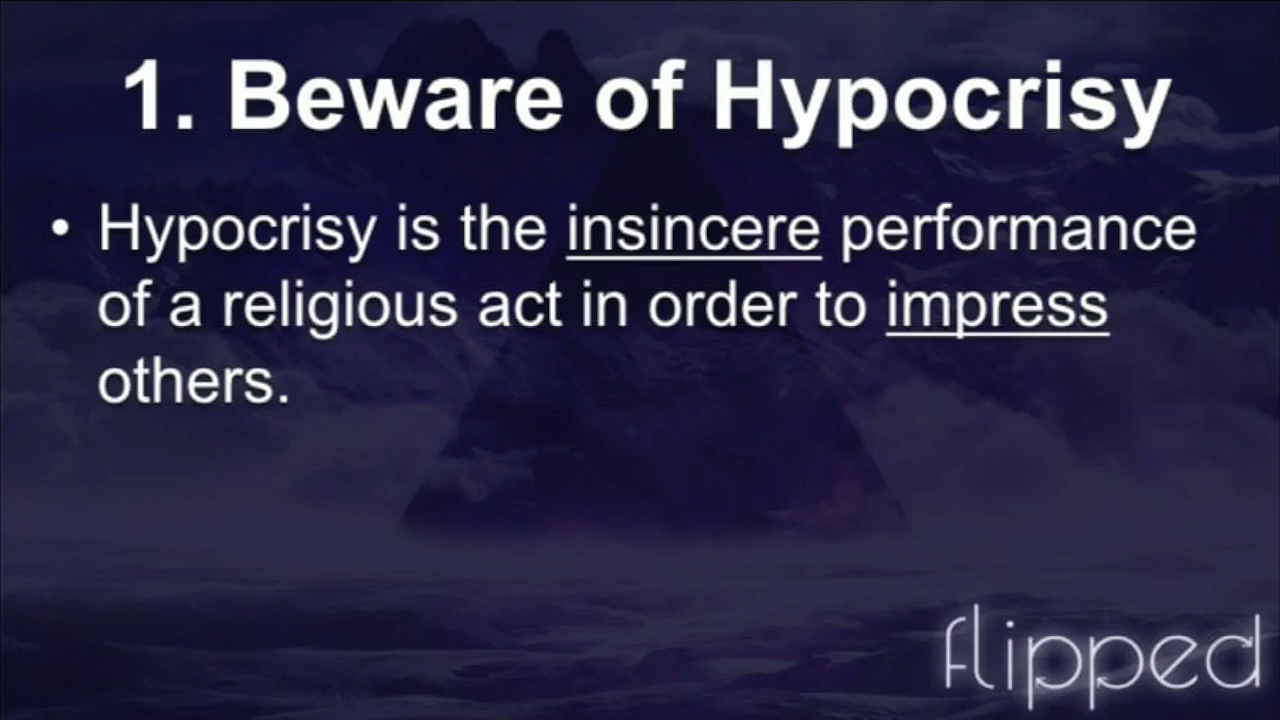 1. Beware of Hypocrisy
• Hypocrisy is the insincere performance
of a religious act in order to impress
others.
flipped